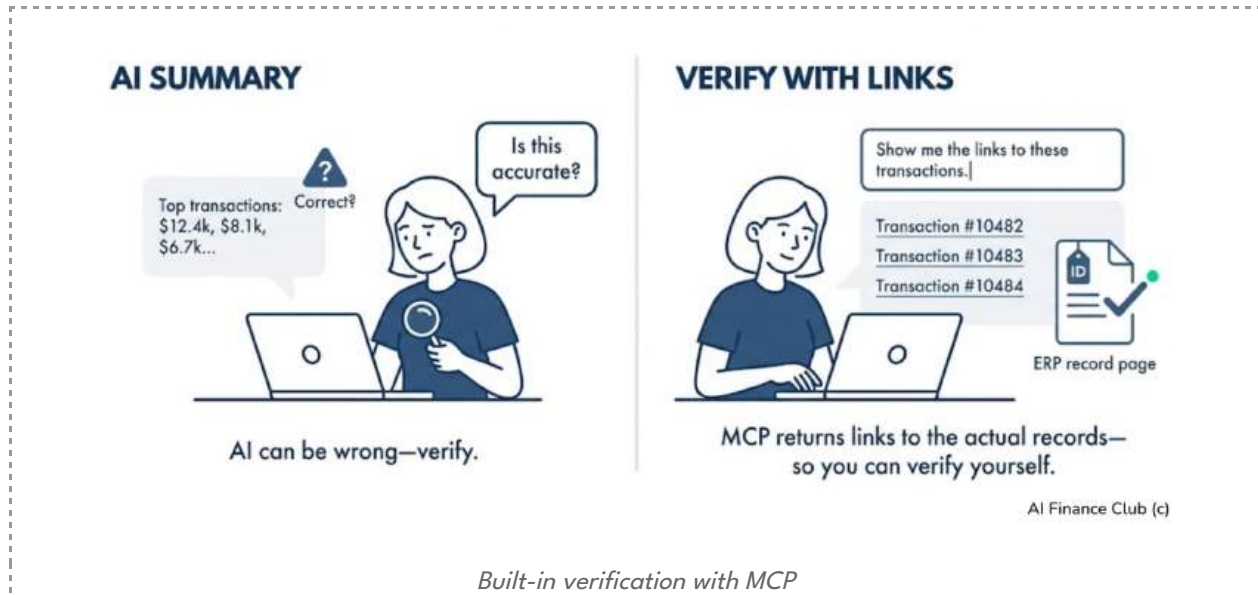 AI SUMMARY
Is this
accurate?
?
Correct?
Top transactions:
$12.4k, $8.1k,
$6.7k...
AI can be wrong—verify.
VERIFY WITH LINKS
Show me the links to these
transactions.
Transaction #10482
Transaction #10483
Transaction #10484
ID
ERP record page
MCP returns links to the actual records—
so you can verify yourself.
AI Finance Club (c)
Built-in verification with MCP